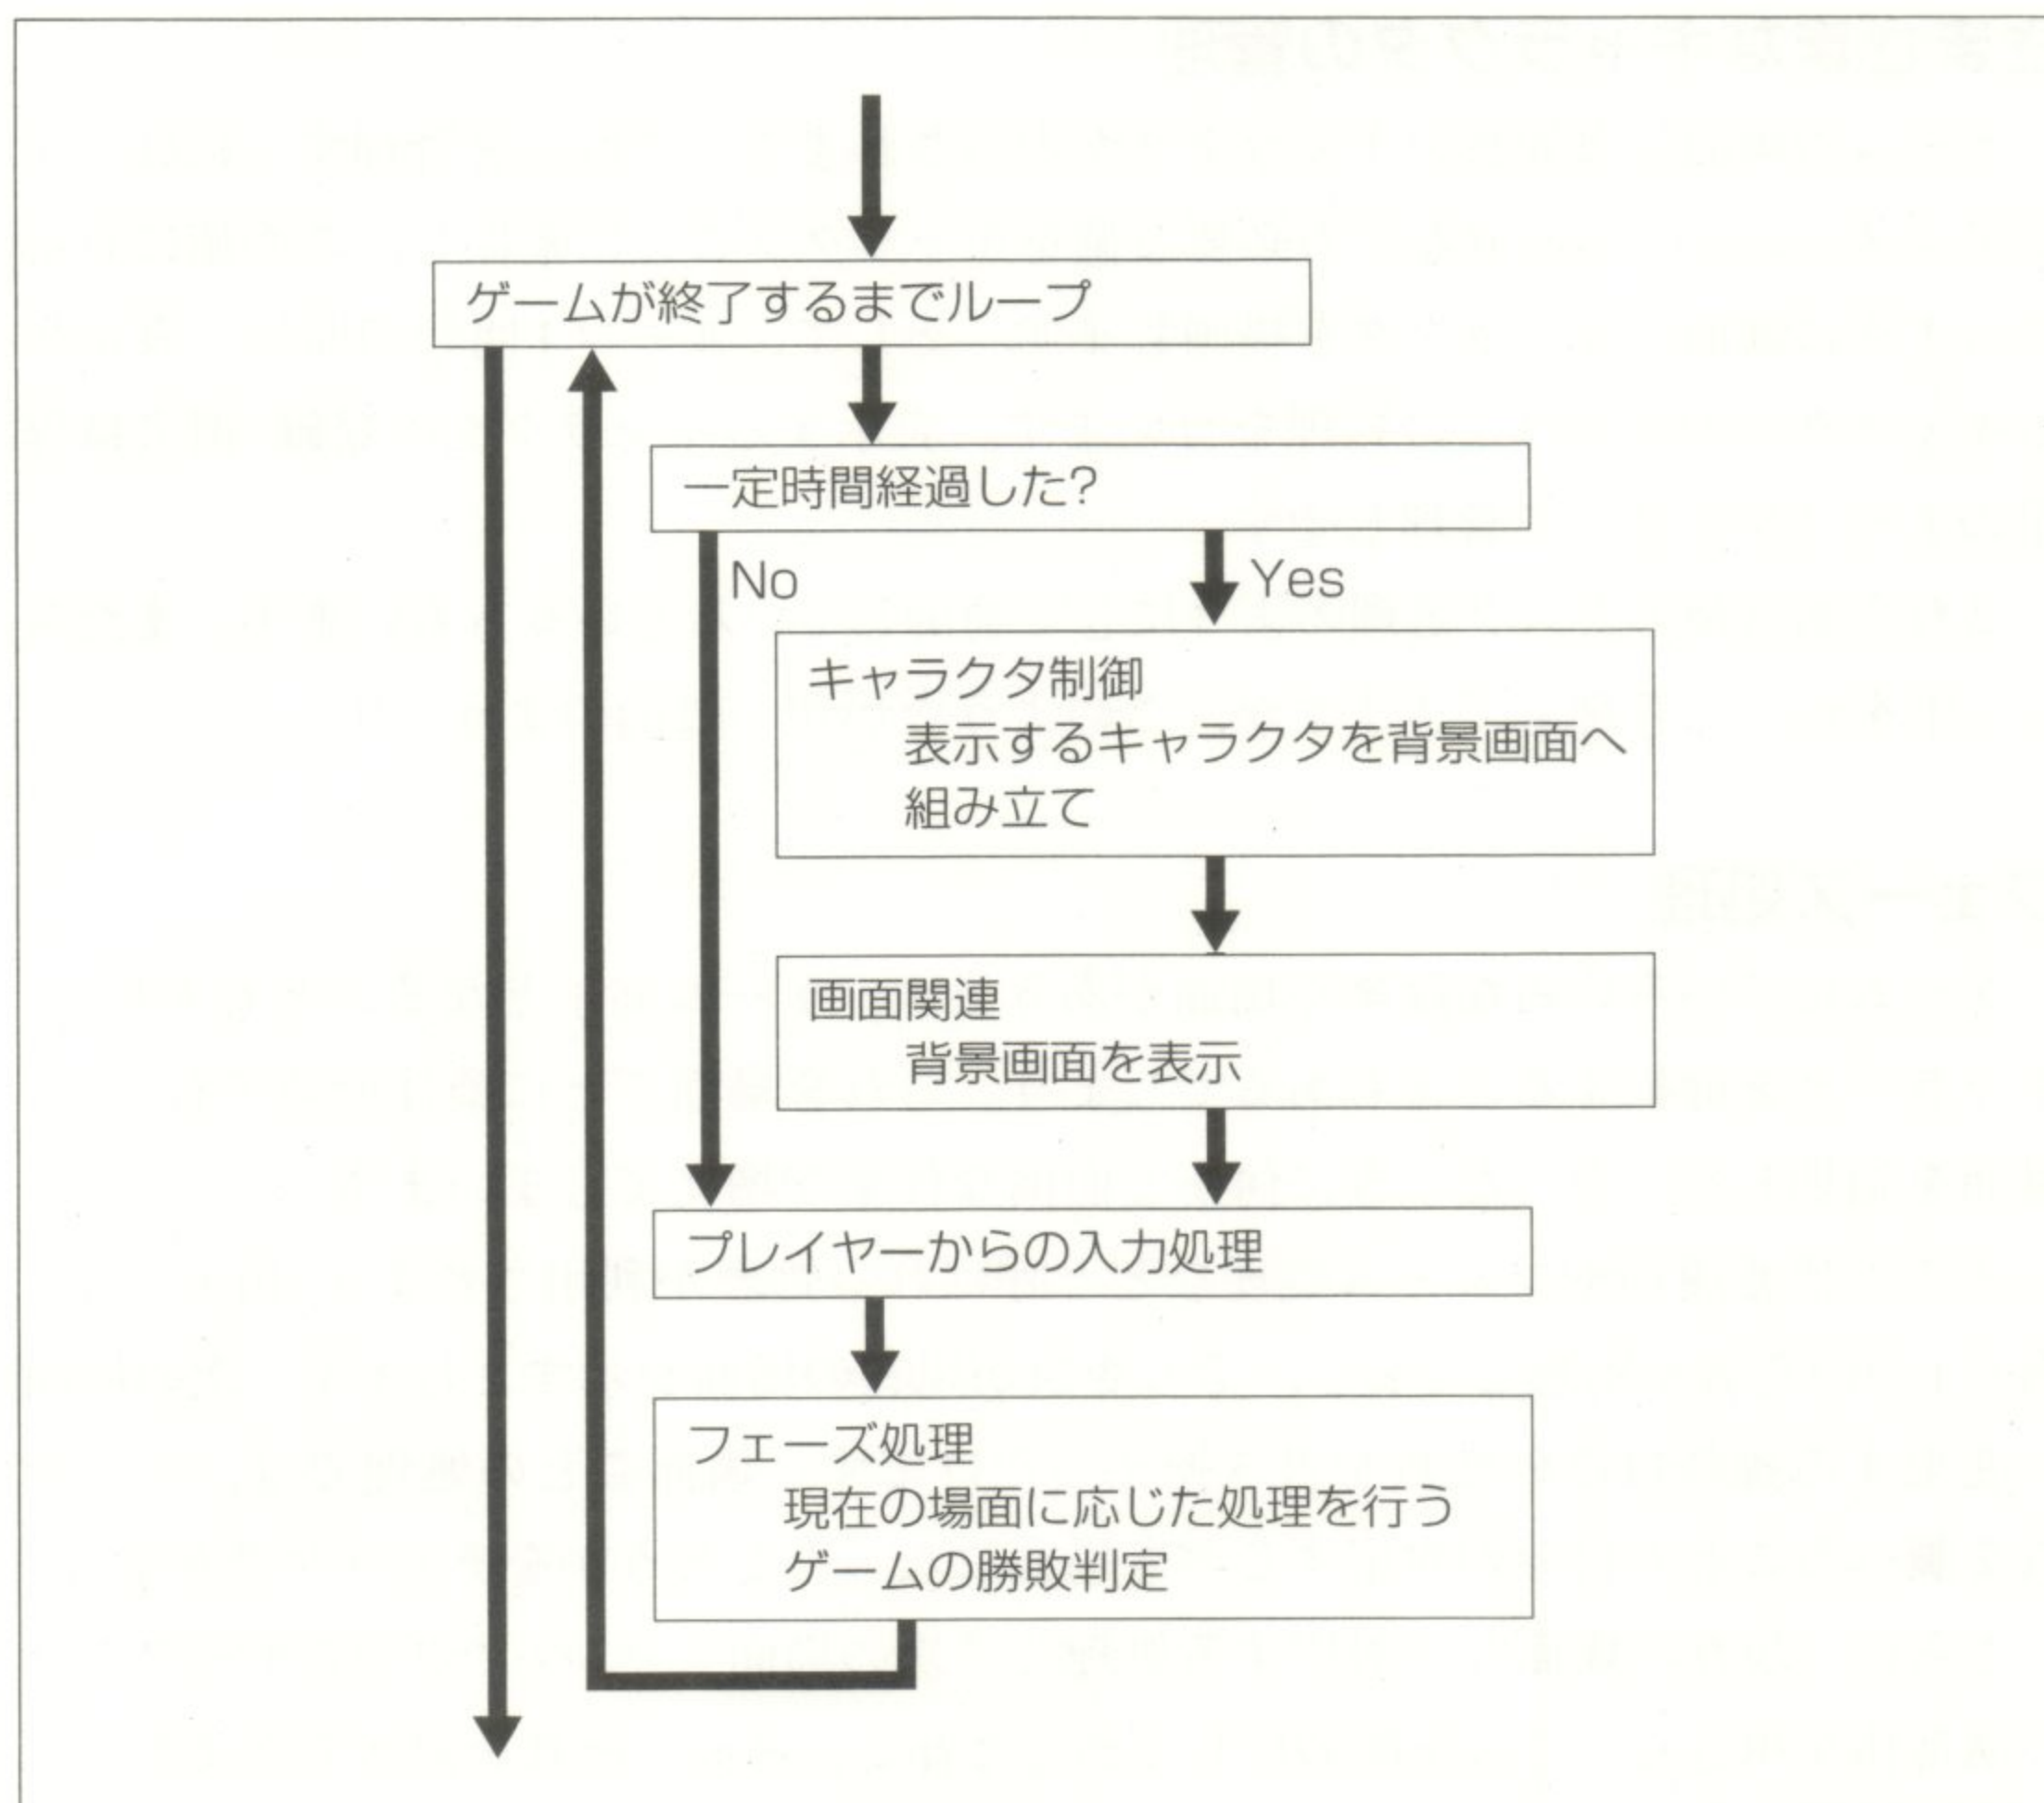 ゲームが終了するまでループ
一定時間経過した?
No
Yes
キャラクタ制御
表示するキャラクタを背景画面へ
組み立て
画面関連
背景画面を表示
プレイヤーからの入力処理
フェーズ処理
現在の場面に応じた処理を行う
ゲームの勝敗判定